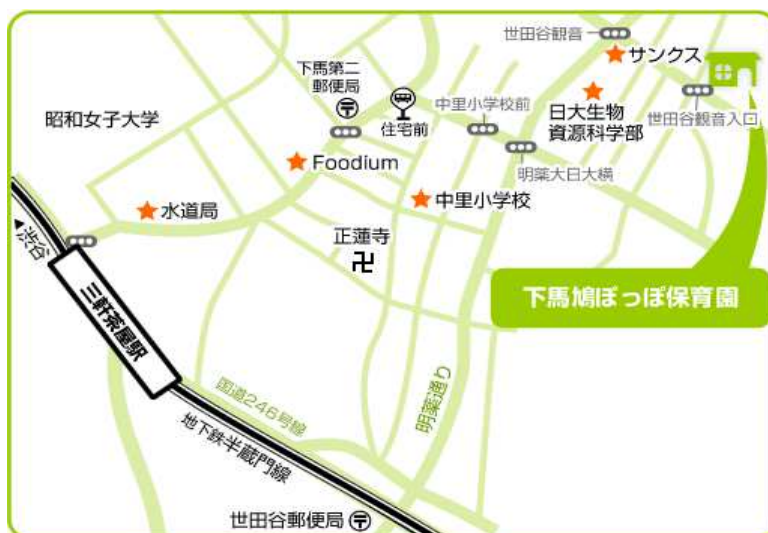 世田谷観音
サンクス
下馬第二
郵便局
住宅前
中里小学校前
日大生物
資源科学部
世田谷観音入口
昭和女子大学
Foodium
明薬大日大横
水道局
中里小学校
正蓮寺
卍
▲渋谷
下馬鳩ぽっぽ保育園
三軒茶屋駅
国道246号線
明薬通り
地下鉄半蔵門線
世田谷郵便局